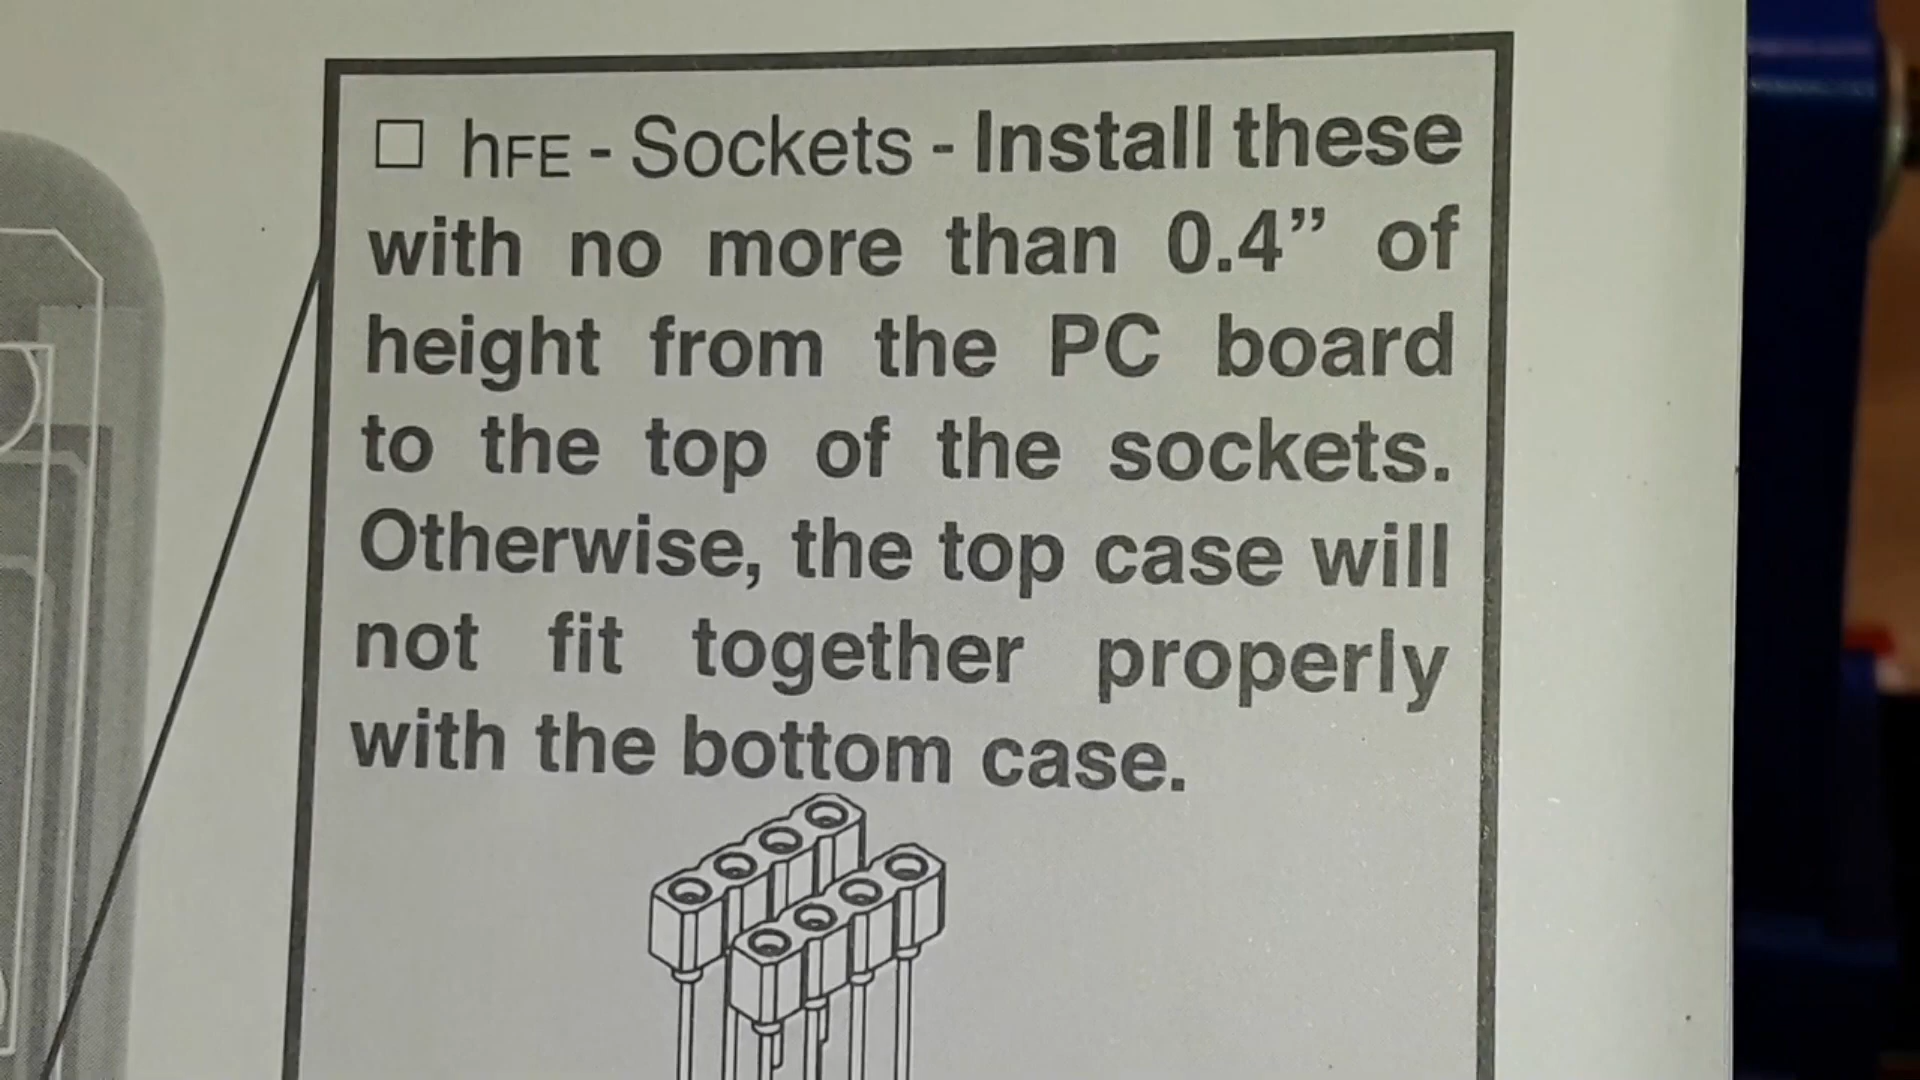 ☐ hFE - Sockets - Install these
with no more than 0.4” of
height from the PC board
to the top of the sockets.
Otherwise, the top case will
not fit together properly
with the bottom case.